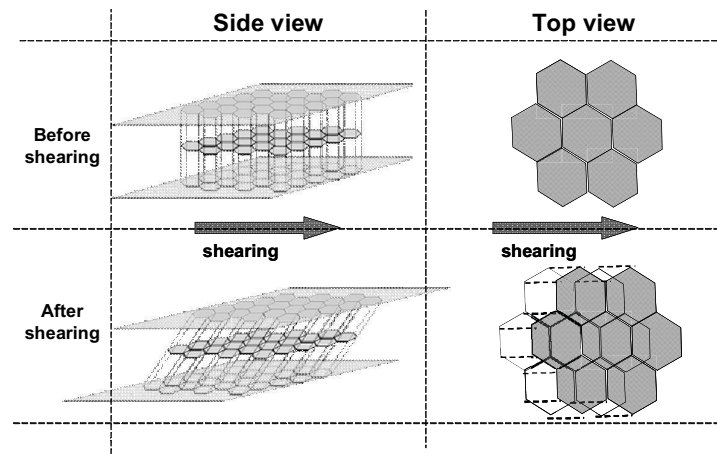 Side view
Top view
Before
shearing
shearing
shearing
After
shearing